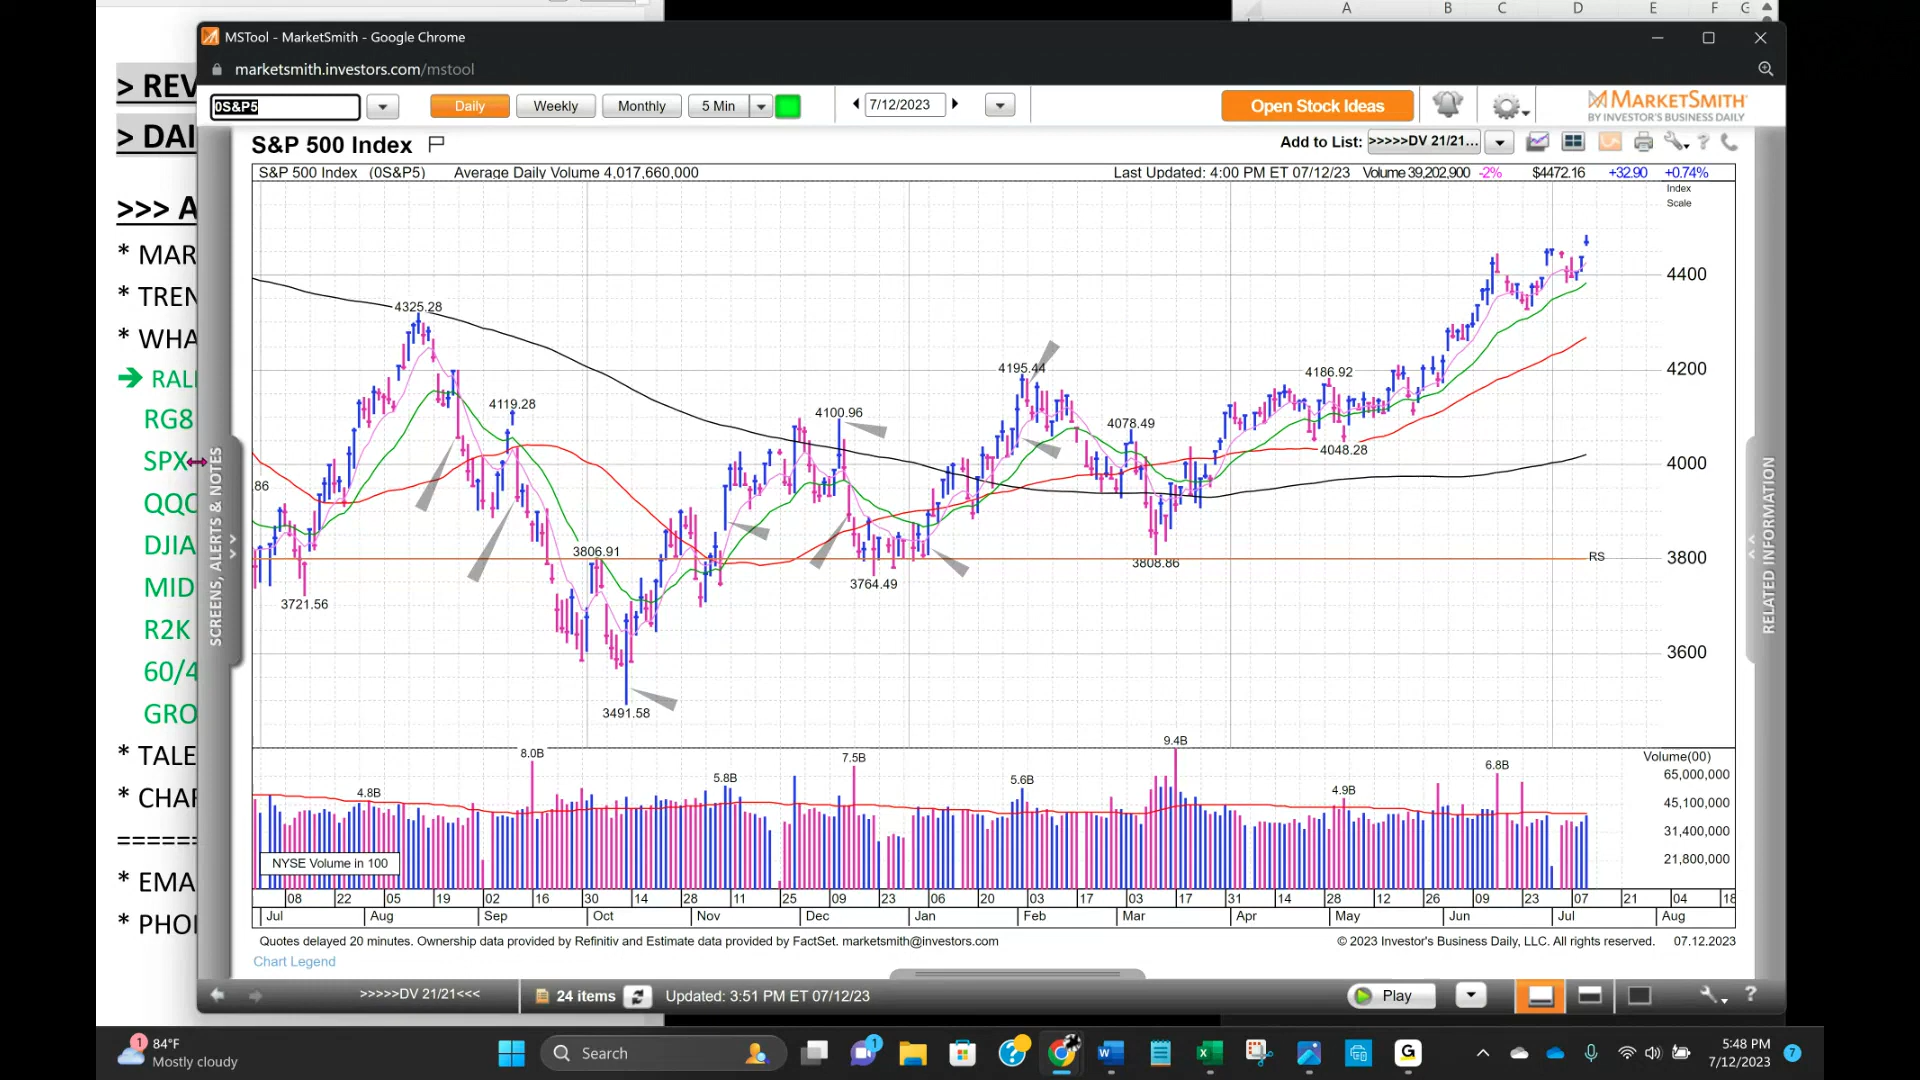 A B C D E F G
MSTool - MarketSmith - Google Chrome
marketsmith.investors.com/mstool
> REV
> DAI
>>> A
* MAR
* TREN
* WHA
➔ RALI
RG8
SPX
QQQ
DJIA
MID
R2K
60/4
GRO
* TALE
* CHAR
======
* EMA
* PHO
0S&P5
Daily Weekly Monthly 5 Min 7/12/2023 Open Stock Ideas MARKETSMITH
BY INVESTOR'S BUSINESS DAILY
S&P 500 Index Add to List: >>>>>DV 21/21...
S&P 500 Index (0S&P5) Average Daily Volume 4,017,660,000 Last Updated: 4:00 PM ET 07/12/23 Volume 39,202,900 -2% $4472.16 +32.90 +0.74%
Index
Scale
4400
4325.28
4200
4195.44
4186.92
4119.28
4100.96
4078.49
4048.28
4000
.86
3806.91
3800
RS
3808.86
3764.49
3721.56
3600
3491.58
SCREENS, ALERTS & NOTES
RELATED INFORMATION
9.4B
8.0B
7.5B
Volume(00)
6.8B
65,000,000
5.8B
5.6B
4.8B
4.9B
45,100,000
31,400,000
21,800,000
NYSE Volume in 100
08 22 05 19 02 16 30 14 28 11 25 09 23 06 20 03 17 03 17 31 14 28 12 26 09 23 07 21 04 18
Jul Aug Sep Oct Nov Dec Jan Feb Mar Apr May Jun Jul Aug
Quotes delayed 20 minutes. Ownership data provided by Refinitiv and Estimate data provided by FactSet. marketsmith@investors.com © 2023 Investor's Business Daily, LLC. All rights reserved. 07.12.2023
Chart Legend
>>>>>DV 21/21<<< 24 items Updated: 3:51 PM ET 07/12/23 Play
1 84°F
Mostly cloudy
Search
1
5:48 PM
7/12/2023
7